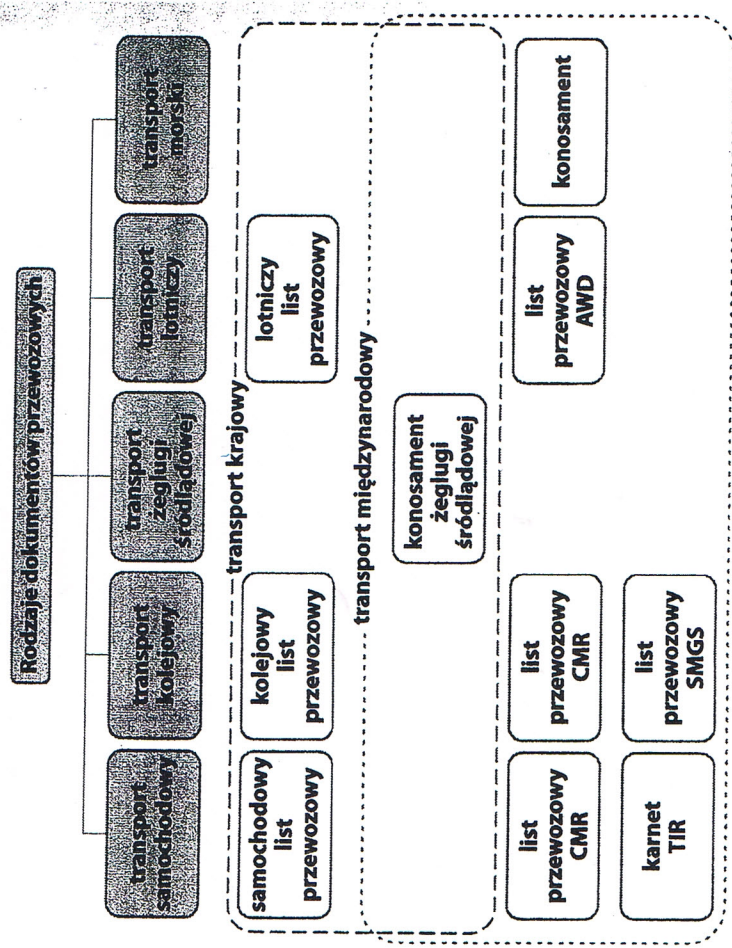 Rodzaje dokumentów przewozowych
transport
samochodowy
transport
kolejowy
transport
żeglugi
śródlądowej
transport
lotniczy
transport
morski
transport krajowy
samochodowy
list
przewozowy
kolejowy
list
przewozowy
lotniczy
list
przewozowy
transport międzynarodowy
konosament
żeglugi
śródlądowej
list
przewozowy
CMR
list
przewozowy
CMR
list
przewozowy
AWD
konosament
karnet
TIR
list
przewozowy
SMGS